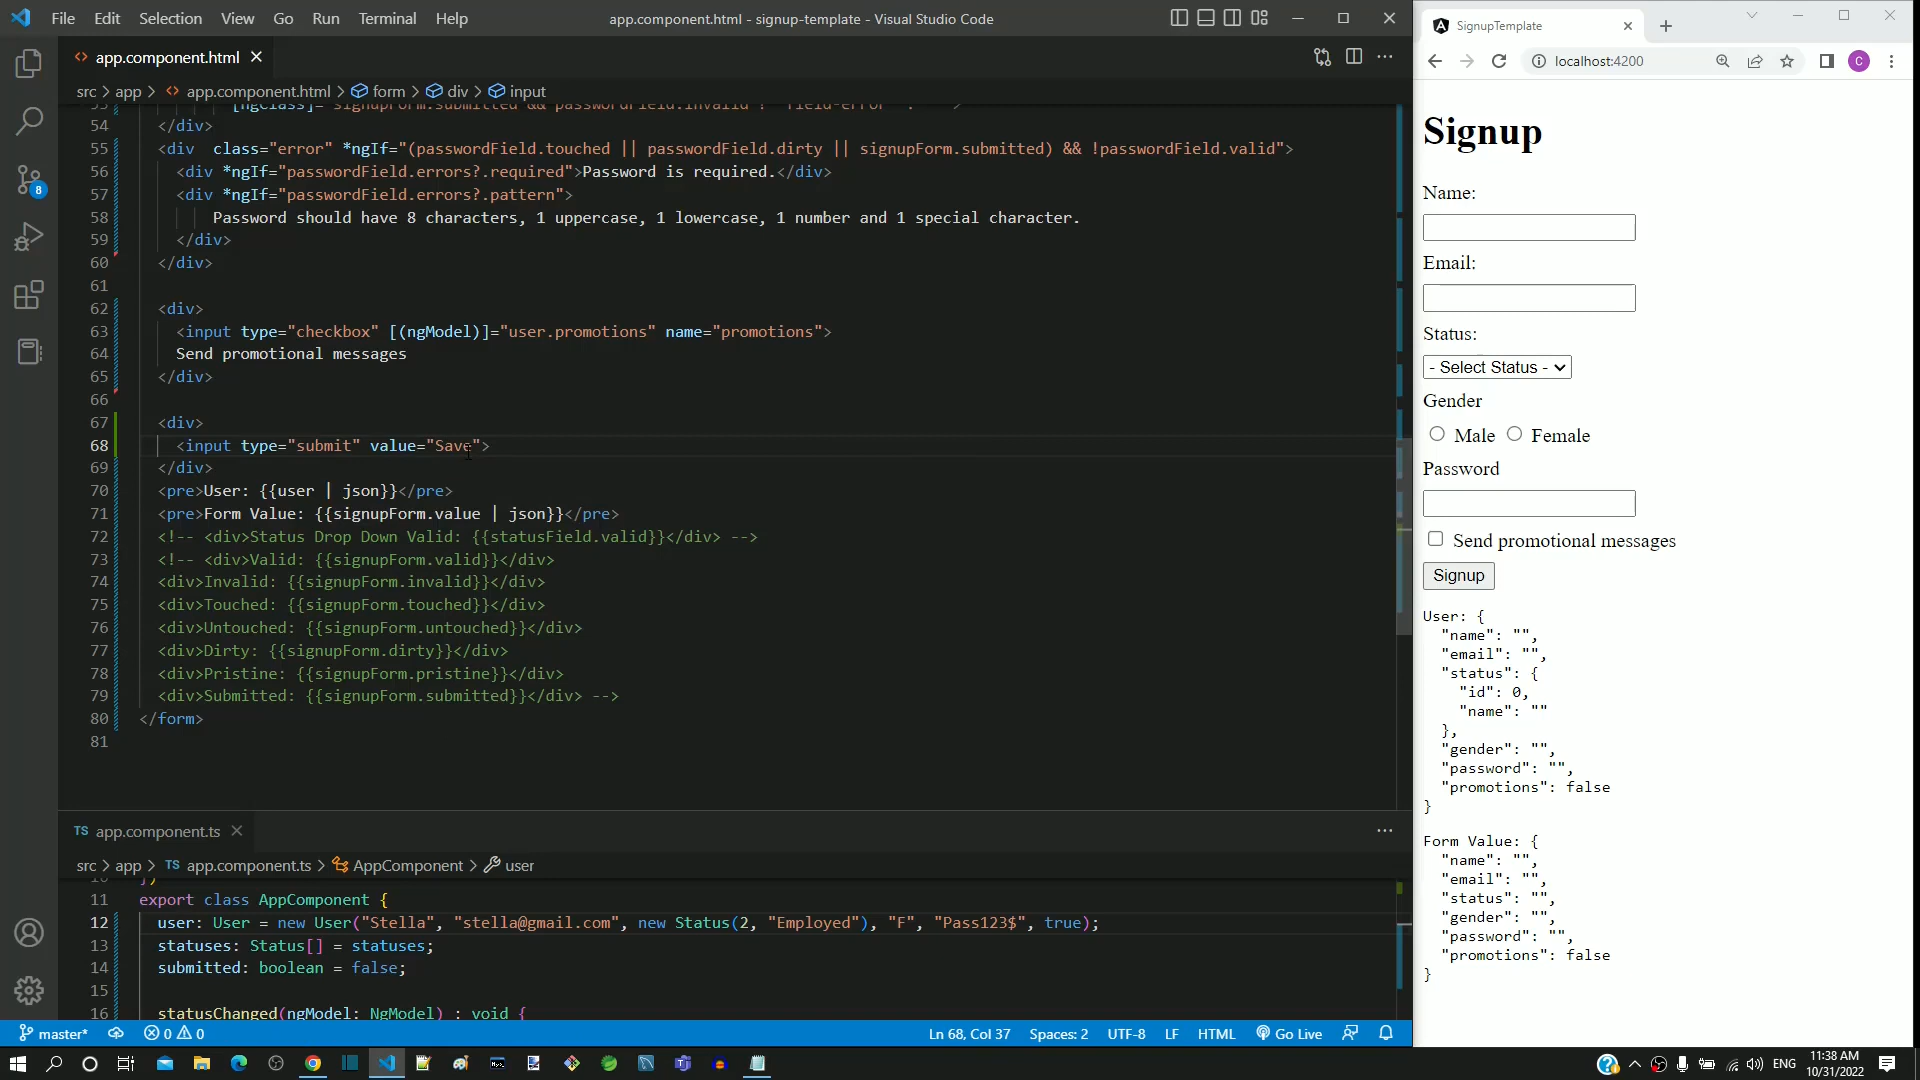 File Edit Selection View Go Run Terminal Help
app.component.html - signup-template - Visual Studio Code
app.component.html
src > app > app.component.html > form > div > input
54 </div>
55 <div  class="error" *ngIf="(passwordField.touched || passwordField.dirty || signupForm.submitted) && !passwordField.valid">
56 <div *ngIf="passwordField.errors?.required">Password is required.</div>
57 <div *ngIf="passwordField.errors?.pattern">
58 Password should have 8 characters, 1 uppercase, 1 lowercase, 1 number and 1 special character.
59 </div>
60 </div>
61
62 <div>
63 <input type="checkbox" [(ngModel)]="user.promotions" name="promotions">
64 Send promotional messages
65 </div>
66
67 <div>
68 <input type="submit" value="Save">
69 </div>
70 <pre>User: {{user | json}}</pre>
71 <pre>Form Value: {{signupForm.value | json}}</pre>
72 <!-- <div>Status Drop Down Valid: {{statusField.valid}}</div> -->
73 <!-- <div>Valid: {{signupForm.valid}}</div>
74 <div>Invalid: {{signupForm.invalid}}</div>
75 <div>Touched: {{signupForm.touched}}</div>
76 <div>Untouched: {{signupForm.untouched}}</div>
77 <div>Dirty: {{signupForm.dirty}}</div>
78 <div>Pristine: {{signupForm.pristine}}</div>
79 <div>Submitted: {{signupForm.submitted}}</div> -->
80 </form>
81
8
TS app.component.ts
src > app > TS app.component.ts > AppComponent > user
11 export class AppComponent {
12 user: User = new User("Stella", "stella@gmail.com", new Status(2, "Employed"), "F", "Pass123$", true);
13 statuses: Status[] = statuses;
14 submitted: boolean = false;
15
16 statusChanged(ngModel: NgModel) : void {
master* 0 0 Ln 68, Col 37 Spaces: 2 UTF-8 LF HTML Go Live
SignupTemplate
localhost:4200
C
Signup
Name:
Email:
Status:
- Select Status -
Gender
Male Female
Password
Send promotional messages
Signup
User: {
"name": "",
"email": "",
"status": {
"id": 0,
"name": ""
},
"gender": "",
"password": "",
"promotions": false
}
Form Value: {
"name": "",
"email": "",
"status": "",
"gender": "",
"password": "",
"promotions": false
}
ENG
11:38 AM
10/31/2022